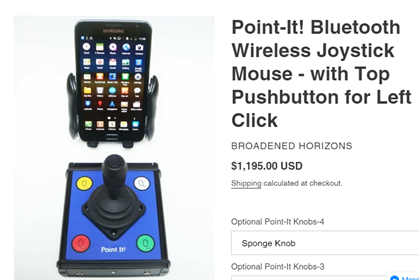 Point-It! Bluetooth
Wireless Joystick
Mouse - with Top
Pushbutton for Left
Click
BROADENED HORIZONS
$1,195.00 USD
Shipping calculated at checkout.
Optional Point-It Knobs-4
Sponge Knob
Optional Point-It Knobs-3
Point It!